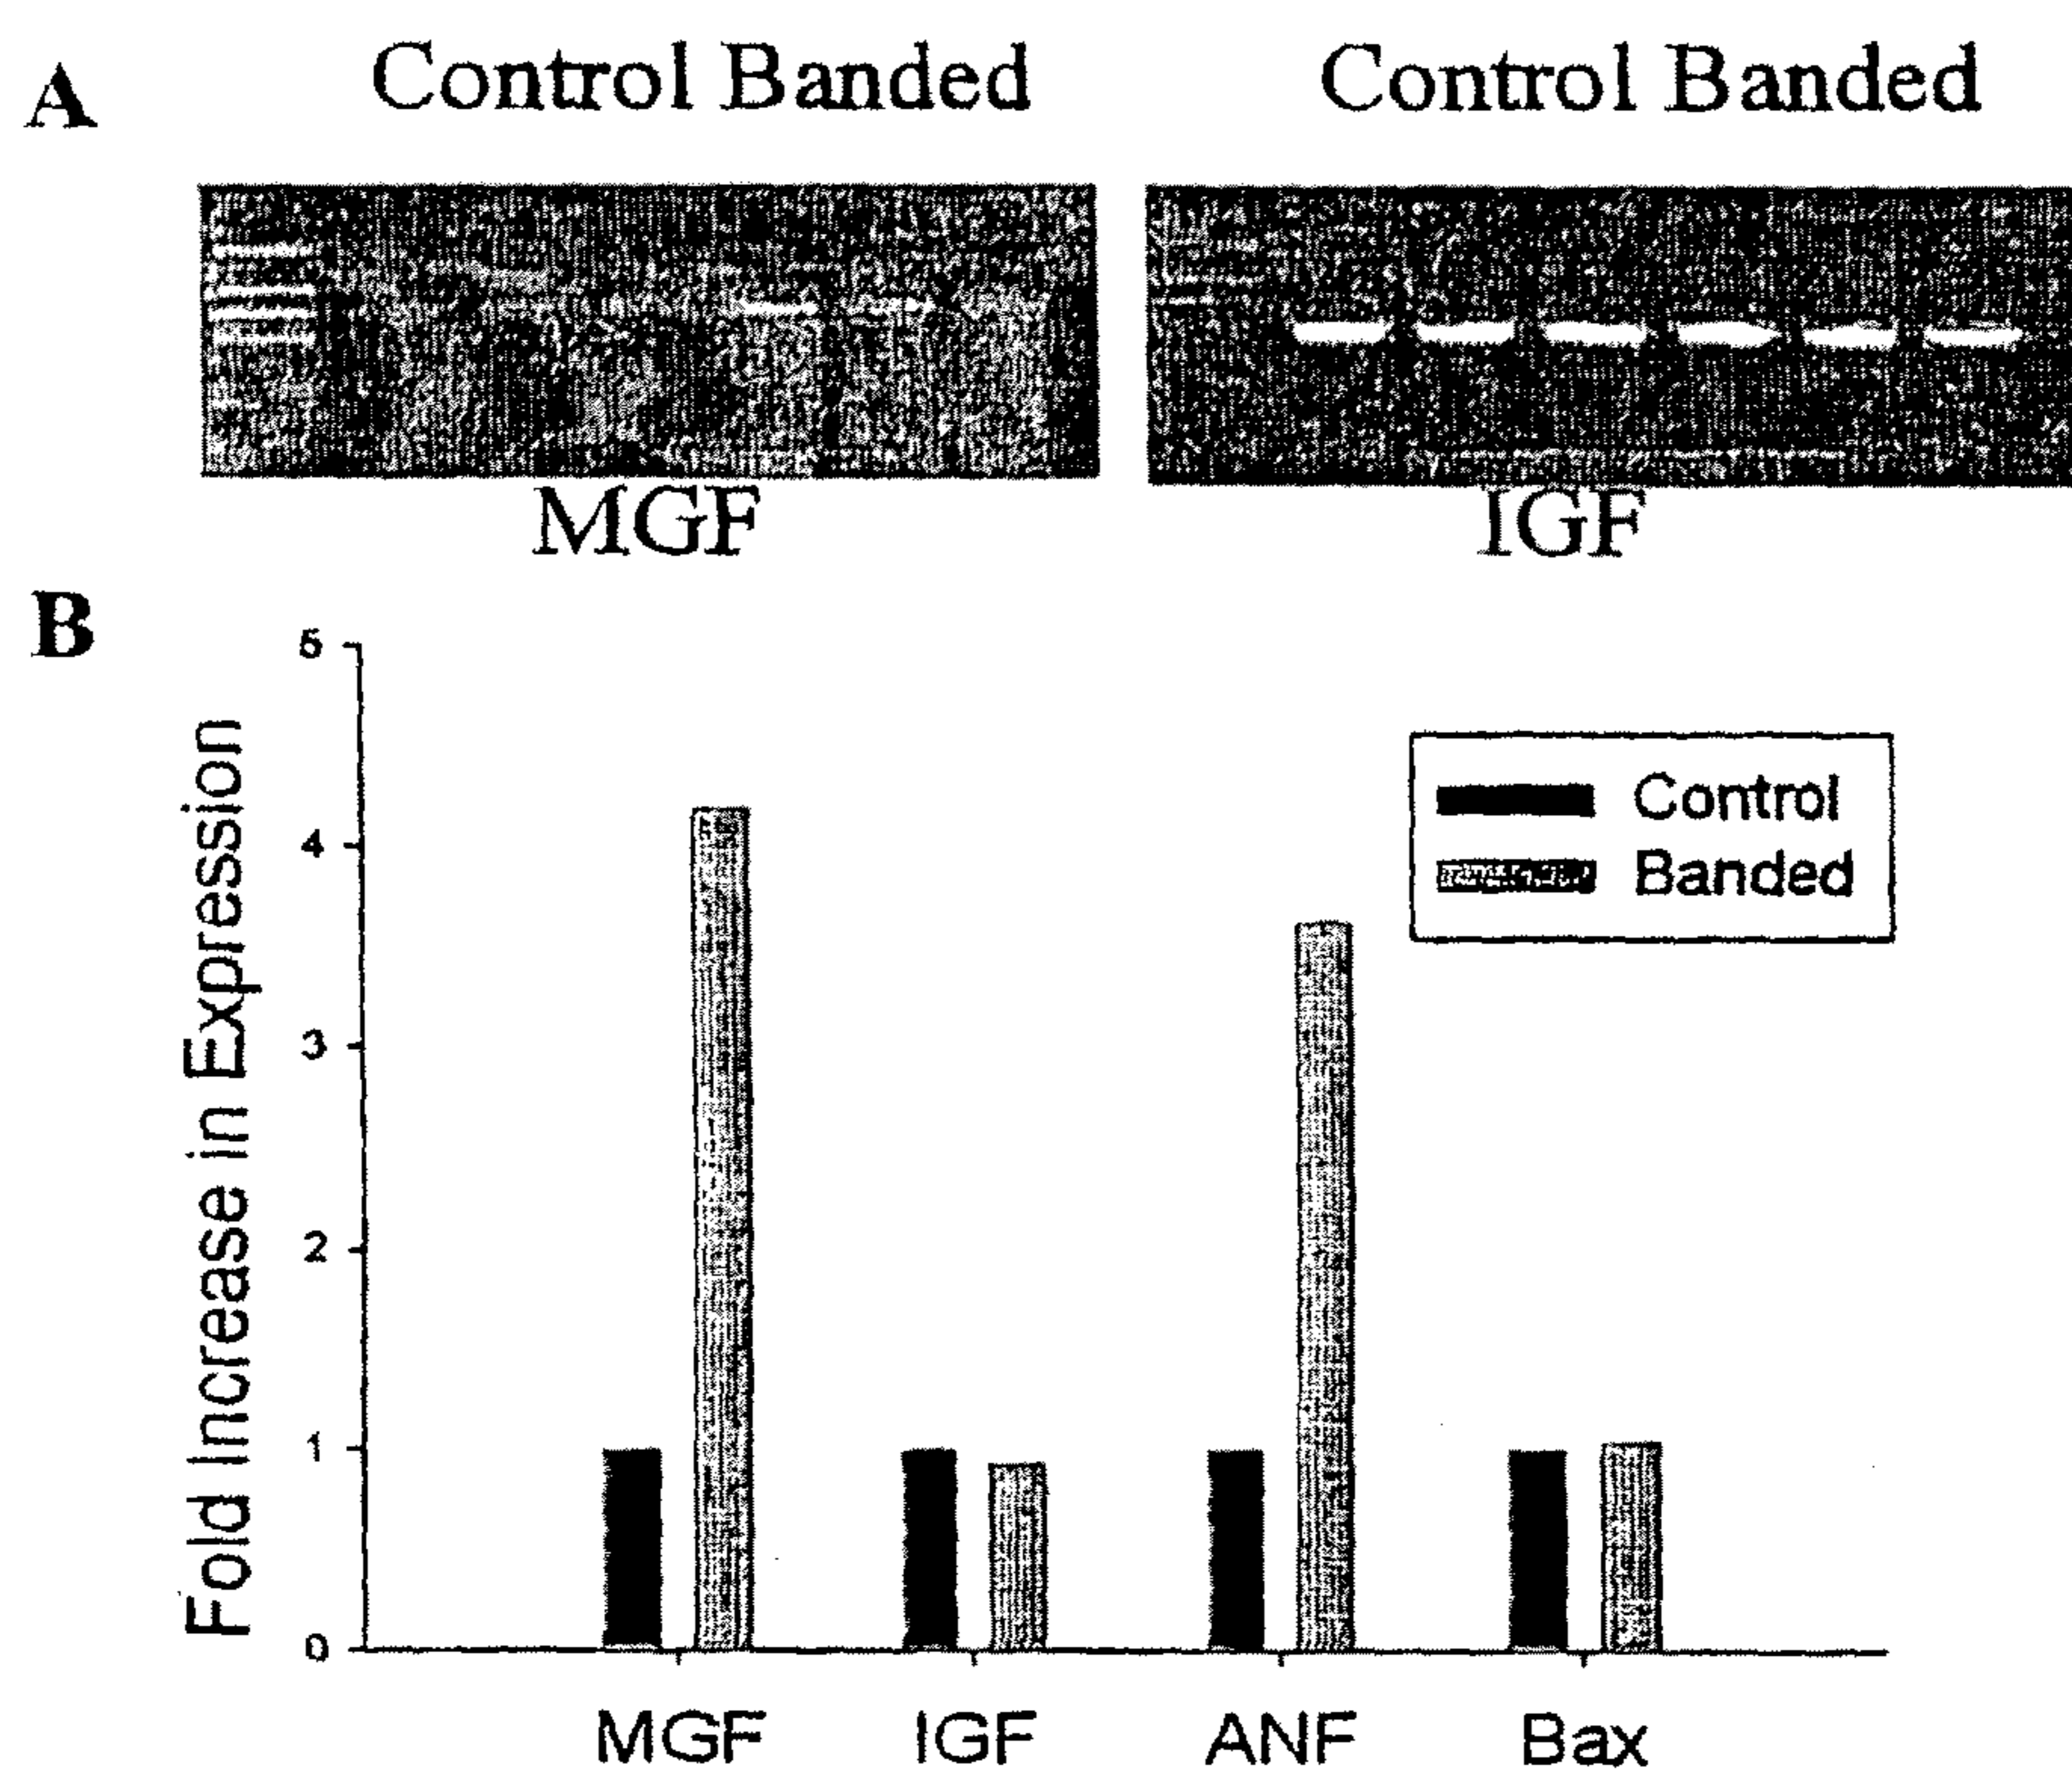 A
Control Banded
Control Banded
MGF
IGF
B
Fold Increase in Expression
5
4
3
2
1
0
Control
Banded
MGF
IGF
ANF
Bax